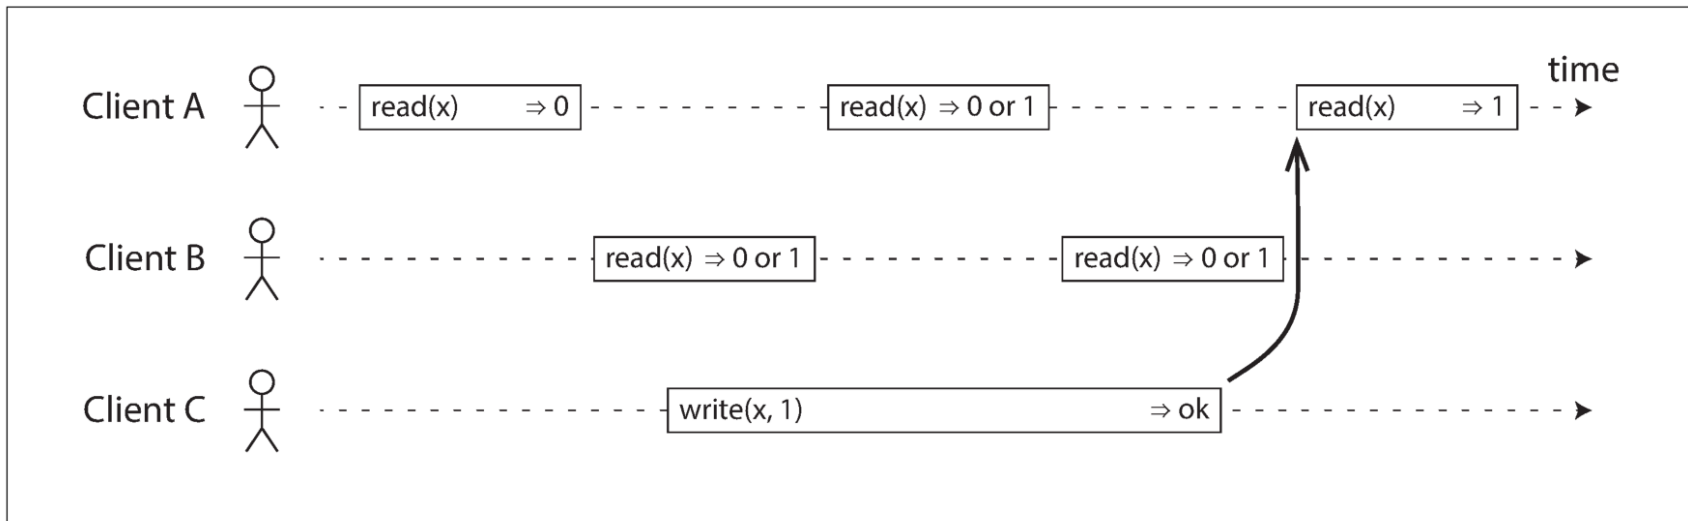 time
Client A read(x) ⇒ 0 read(x) ⇒ 0 or 1 read(x) ⇒ 1
Client B read(x) ⇒ 0 or 1 read(x) ⇒ 0 or 1
Client C write(x, 1) ⇒ ok